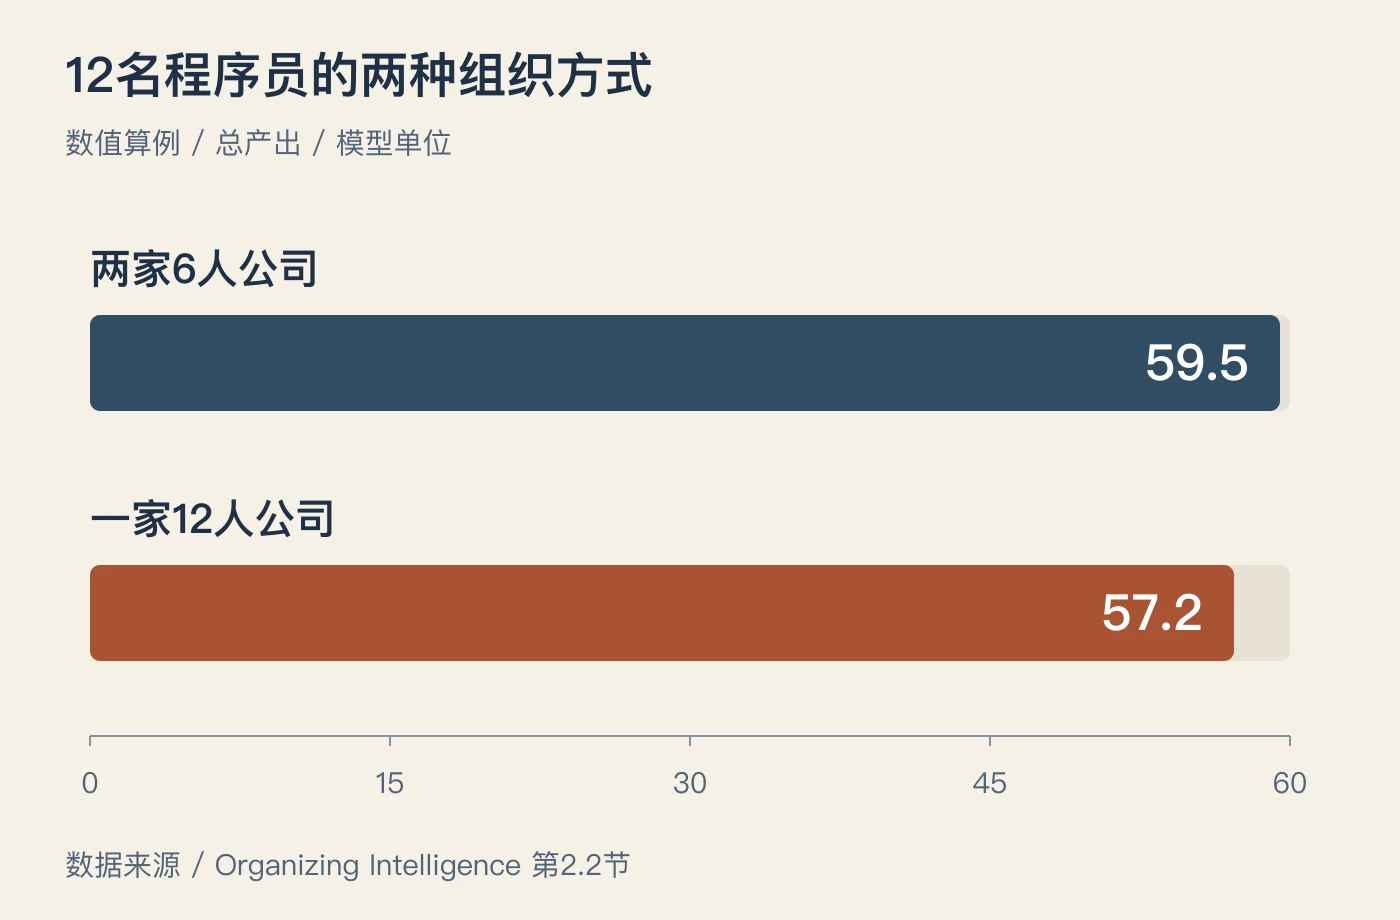 12名程序员的两种组织方式
数值算例 / 总产出 / 模型单位
两家6人公司
59.5
一家12人公司
57.2
0 15 30 45 60
数据来源 / Organizing Intelligence 第2.2节